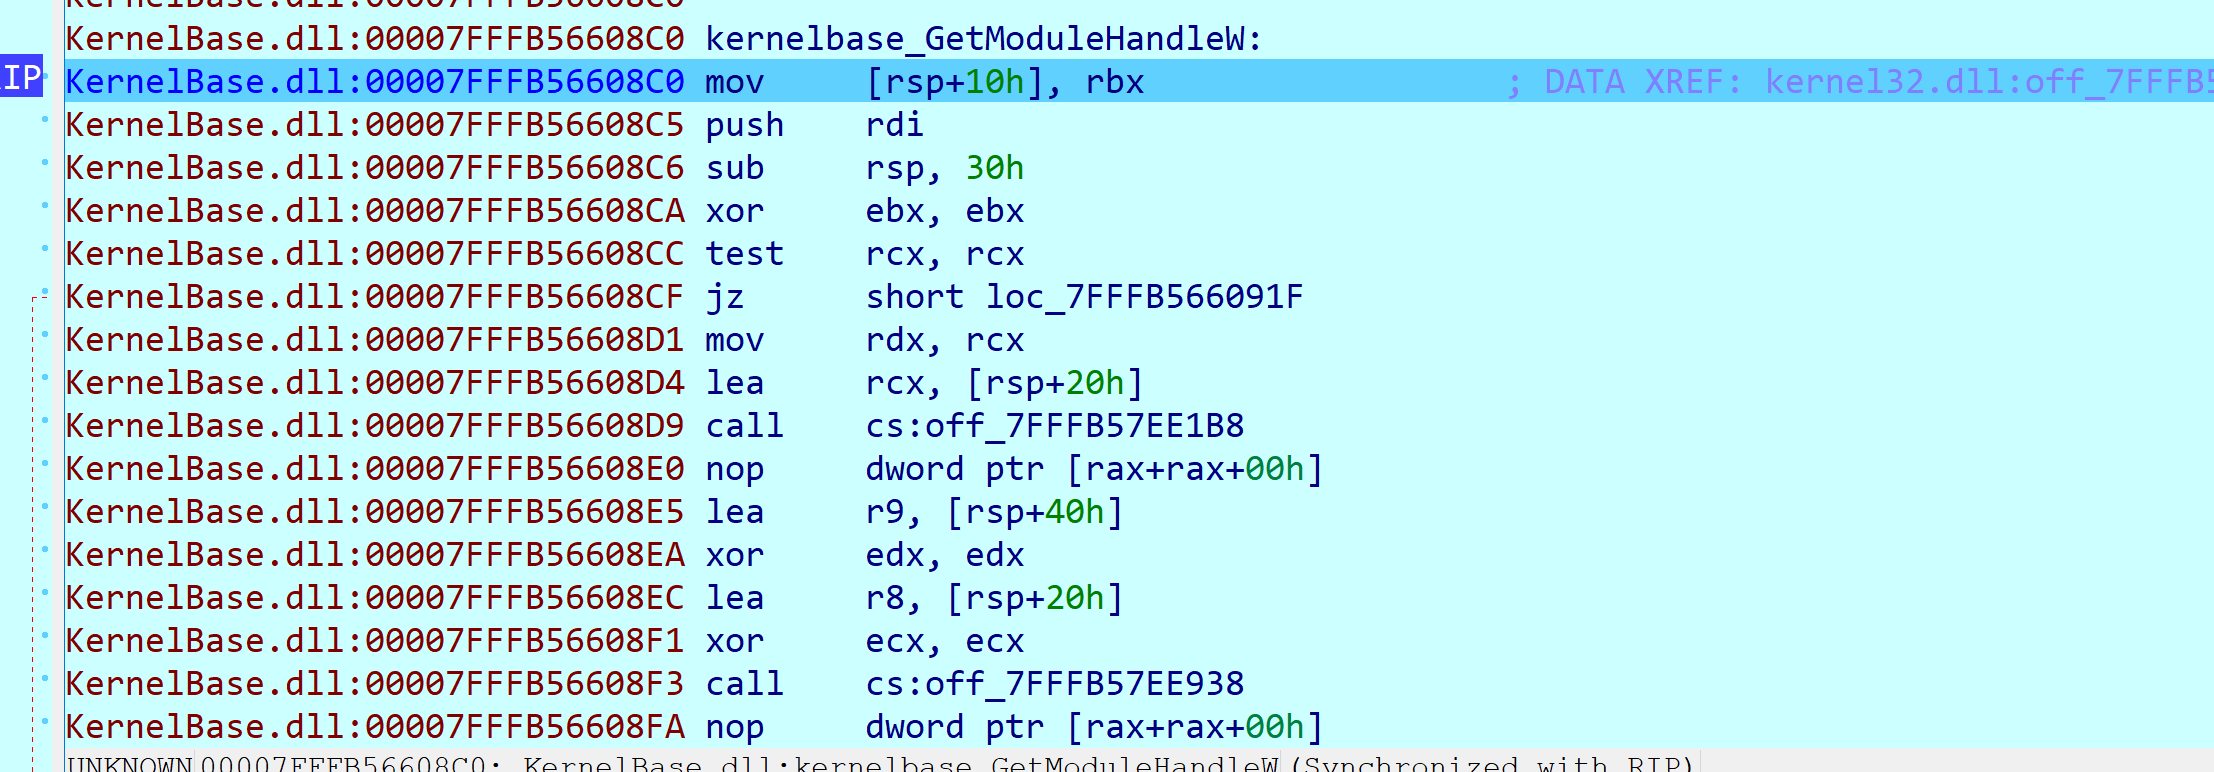 KernelBase.dll:00007FFFB56608C0
KernelBase.dll:00007FFFB56608C0 kernelbase_GetModuleHandleW:
IP KernelBase.dll:00007FFFB56608C0 mov [rsp+10h], rbx ; DATA XREF: kernel32.dll:off_7FFFB5
KernelBase.dll:00007FFFB56608C5 push rdi
KernelBase.dll:00007FFFB56608C6 sub rsp, 30h
KernelBase.dll:00007FFFB56608CA xor ebx, ebx
KernelBase.dll:00007FFFB56608CC test rcx, rcx
KernelBase.dll:00007FFFB56608CF jz short loc_7FFFB566091F
KernelBase.dll:00007FFFB56608D1 mov rdx, rcx
KernelBase.dll:00007FFFB56608D4 lea rcx, [rsp+20h]
KernelBase.dll:00007FFFB56608D9 call cs:off_7FFFB57EE1B8
KernelBase.dll:00007FFFB56608E0 nop dword ptr [rax+rax+00h]
KernelBase.dll:00007FFFB56608E5 lea r9, [rsp+40h]
KernelBase.dll:00007FFFB56608EA xor edx, edx
KernelBase.dll:00007FFFB56608EC lea r8, [rsp+20h]
KernelBase.dll:00007FFFB56608F1 xor ecx, ecx
KernelBase.dll:00007FFFB56608F3 call cs:off_7FFFB57EE938
KernelBase.dll:00007FFFB56608FA nop dword ptr [rax+rax+00h]
UNKNOWN 00007FFFB56608C0: KernelBase.dll:kernelbase_GetModuleHandleW (Synchronized with RIP)